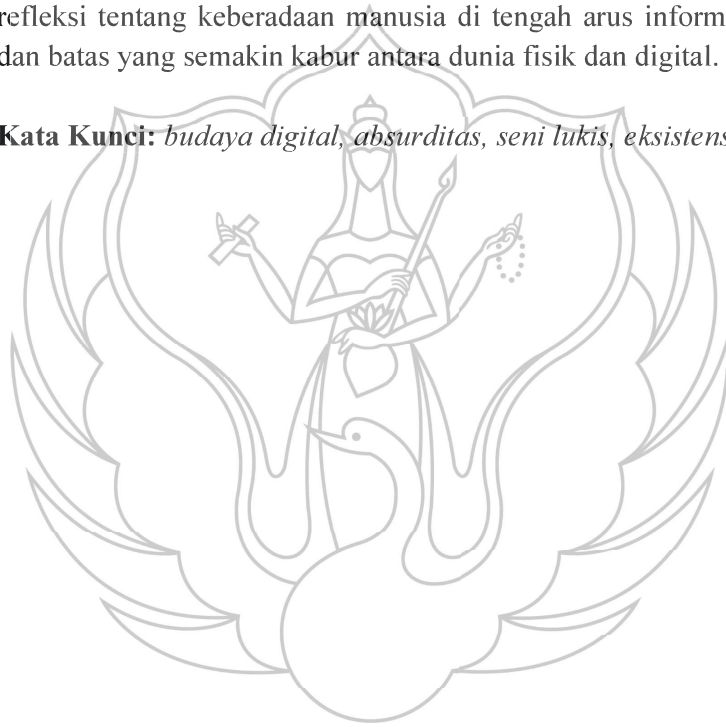 refleksi tentang keberadaan manusia di tengah arus
dan batas yang semakin kabur antara dunia fisik dan digital.
Kata Kunci: budaya digital, absurditas, seni lukis,